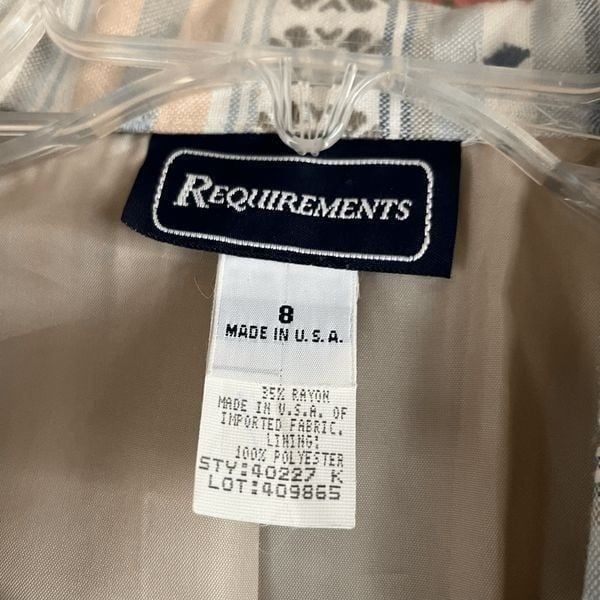 REQUIREMENTS
8
MADE IN U.S.A.
35% RAYON
MADE IN U.S.A. OF
IMPORTED FABRIC.
LINING:
100% POLYESTER
STY:40227 K
LOT:409865